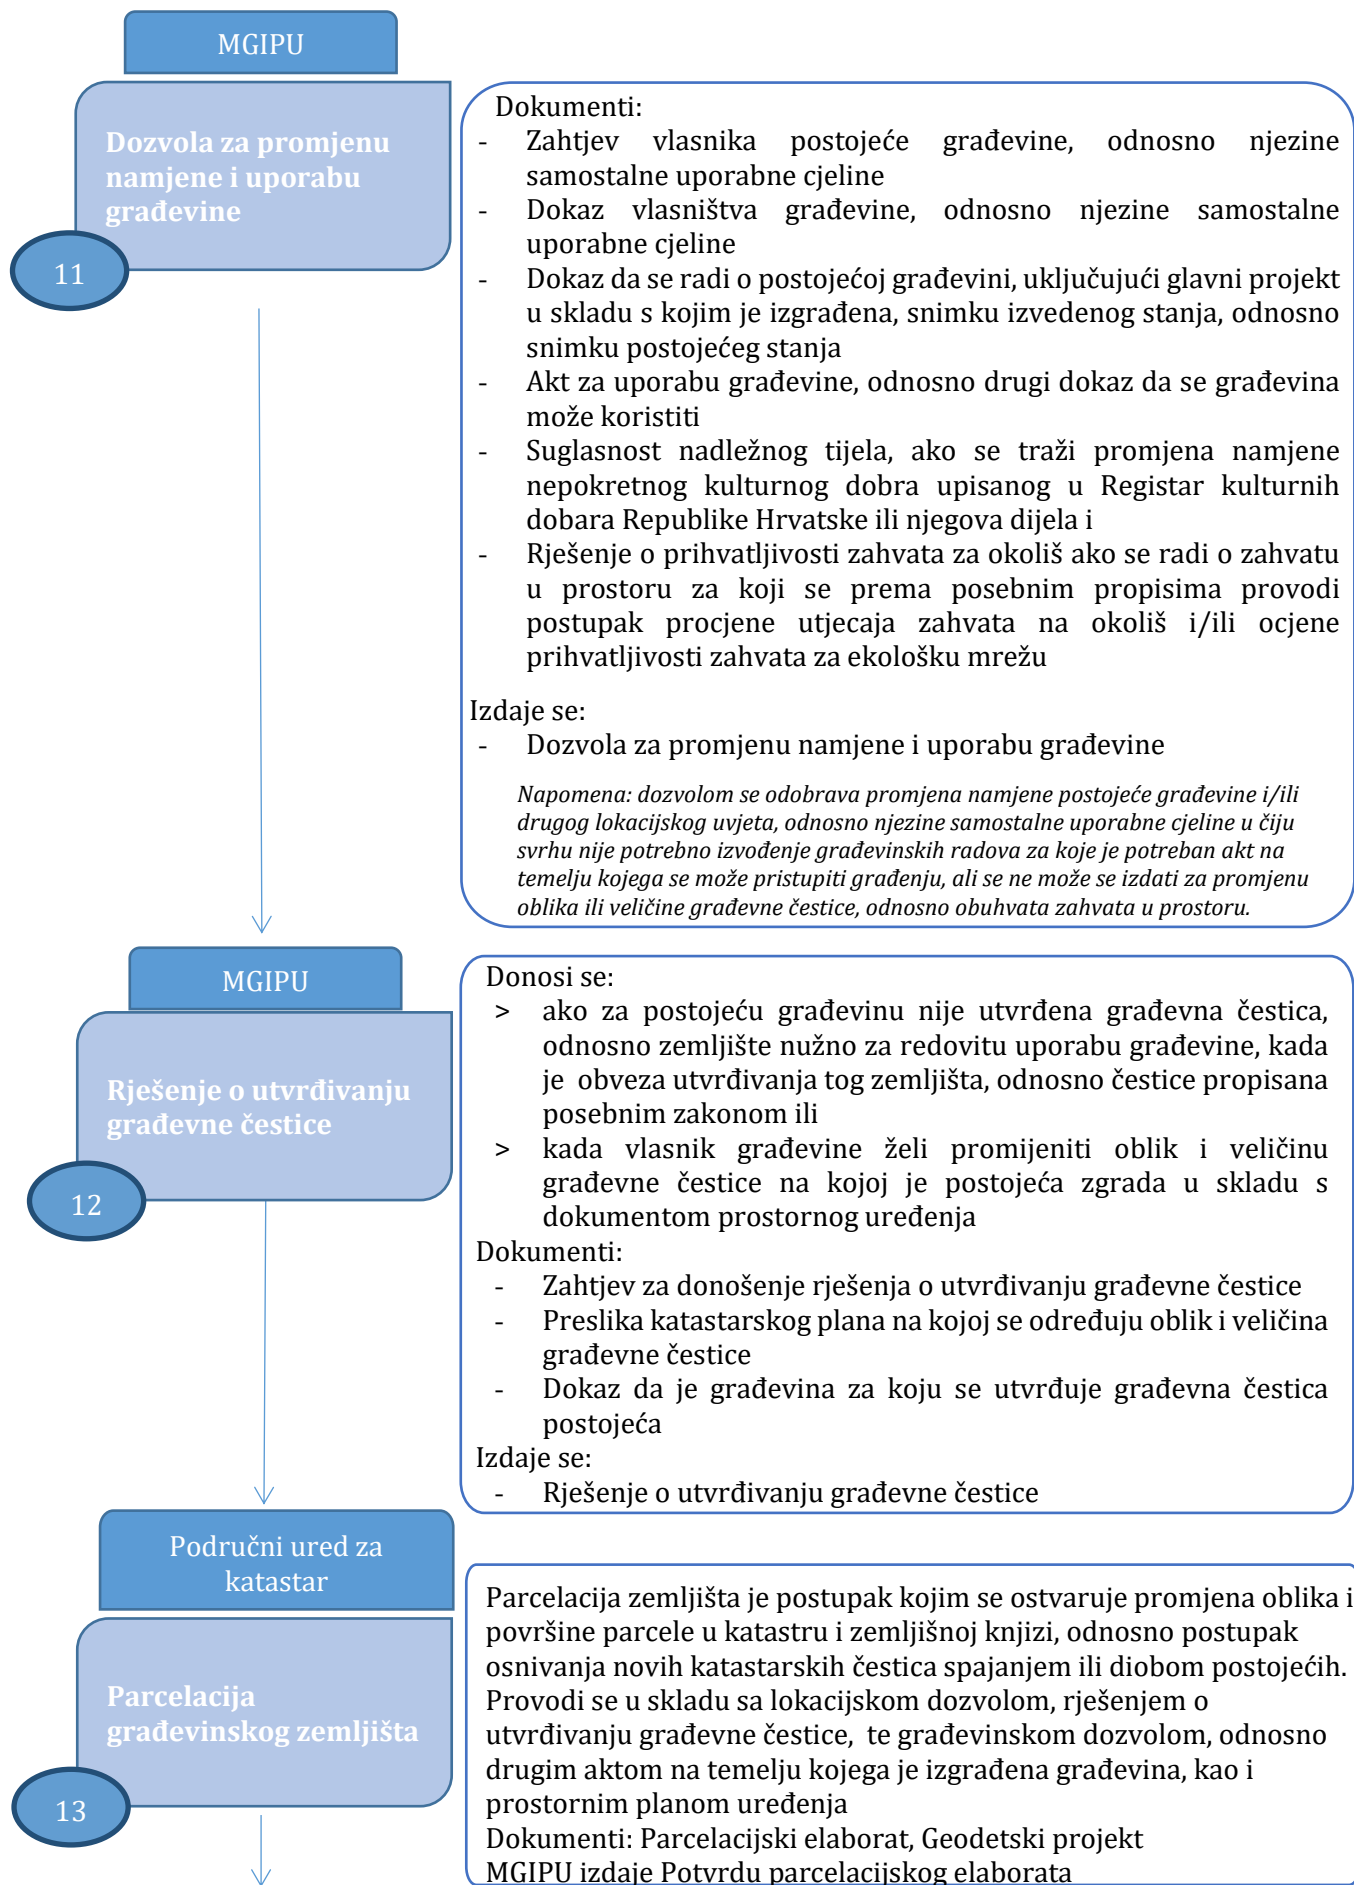 MGIPU
Dozvola za promjenu
namjene i uporabu
građevine
11
Dokumenti:
- Zahtjev vlasnika postojeće građevine, odnosno njezine
samostalne uporabne cjeline
- Dokaz vlasništva građevine, odnosno njezine samostalne
uporabne cjeline
- Dokaz da se radi o postojećoj građevini, uključujući glavni projekt
u skladu s kojim je izgrađena, snimku izvedenog stanja, odnosno
snimku postojećeg stanja
- Akt za uporabu građevine, odnosno drugi dokaz da se građevina
može koristiti
- Suglasnost nadležnog tijela, ako se traži promjena namjene
nepokretnog kulturnog dobra upisanog u Registar kulturnih
dobara Republike Hrvatske ili njegova dijela i
- Rješenje o prihvatljivosti zahvata za okoliš ako se radi o zahvatu
u prostoru za koji se prema posebnim propisima provodi
postupak procjene utjecaja zahvata na okoliš i/ili ocjene
prihvatljivosti zahvata za ekološku mrežu
Izdaje se:
- Dozvola za promjenu namjene i uporabu građevine
Napomena: dozvolom se odobrava promjena namjene postojeće građevine i/ili
drugog lokacijskog uvjeta, odnosno njezine samostalne uporabne cjeline u čiju
svrhu nije potrebno izvođenje građevinskih radova za koje je potreban akt na
temelju kojega se može pristupiti građenju, ali se ne može se izdati za promjenu
oblika ili veličine građevne čestice, odnosno obuhvata zahvata u prostoru.
MGIPU
Rješenje o utvrđivanju
građevne čestice
12
Donosi se:
> ako za postojeću građevinu nije utvrđena građevna čestica,
odnosno zemljište nužno za redovitu uporabu građevine, kada
je obveza utvrđivanja tog zemljišta, odnosno čestice propisana
posebnim zakonom ili
> kada vlasnik građevine želi promijeniti oblik i veličinu
građevne čestice na kojoj je postojeća zgrada u skladu s
dokumentom prostornog uređenja
Dokumenti:
- Zahtjev za donošenje rješenja o utvrđivanju građevne čestice
- Preslika katastarskog plana na kojoj se određuju oblik i veličina
građevne čestice
- Dokaz da je građevina za koju se utvrđuje građevna čestica
postojeća
Izdaje se:
- Rješenje o utvrđivanju građevne čestice
Područni ured za
katastar
Parcelacija
građevinskog zemljišta
13
Parcelacija zemljišta je postupak kojim se ostvaruje promjena oblika i
površine parcele u katastru i zemljišnoj knjizi, odnosno postupak
osnivanja novih katastarskih čestica spajanjem ili diobom postojećih.
Provodi se u skladu sa lokacijskom dozvolom, rješenjem o
utvrđivanju građevne čestice, te građevinskom dozvolom, odnosno
drugim aktom na temelju kojega je izgrađena građevina, kao i
prostornim planom uređenja
Dokumenti: Parcelacijski elaborat, Geodetski projekt
MGIPU izdaje Potvrdu parcelacijskog elaborata